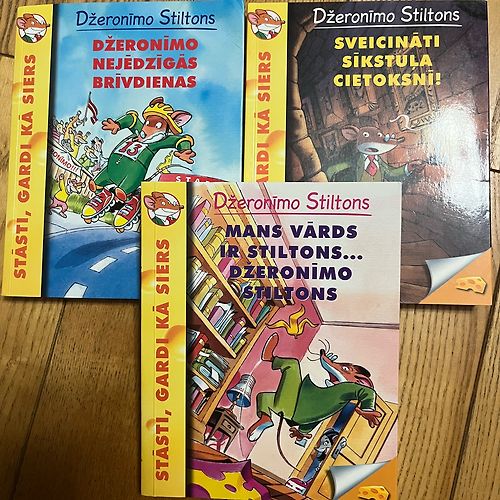 Džeronīmo Stiltons
DŽERONĪMO
NEJĒDZĪGĀS
BRĪVDIENAS
STĀSTI, GARDI KĀ SIERS
13
Džeronīmo Stiltons
SVEICINĀTI
SĪKSTUĻA
CIETOKSNĪ!
STĀSTI, GARDI KĀ SIERS
Džeronīmo Stiltons
MANS VĀRDS
IR STILTONS...
DŽERONĪMO
STILTONS
STĀSTI, GARDI KĀ SIERS